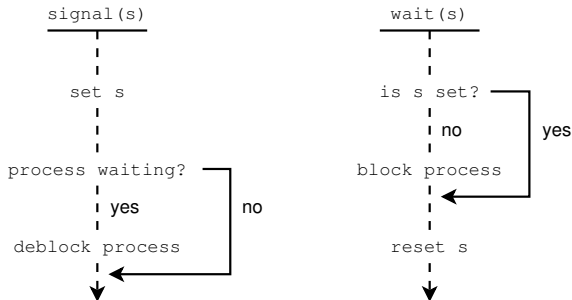 signal(s)
set s
process waiting?
yes
no
deblock process
wait(s)
is s set?
no
yes
block process
reset s